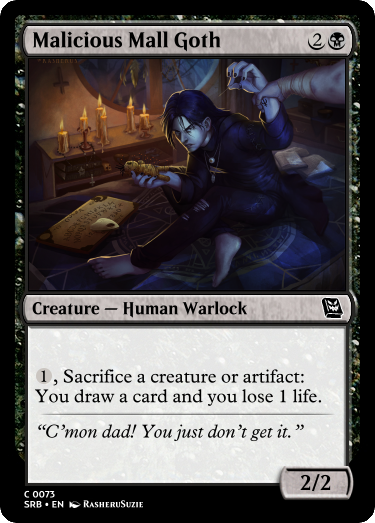 Malicious Mall Goth 2
Creature — Human Warlock
1, Sacrifice a creature or artifact:
You draw a card and you lose 1 life.
“C’mon dad! You just don’t get it.”
2/2
C 0073
SRB • EN RasheruSuzie